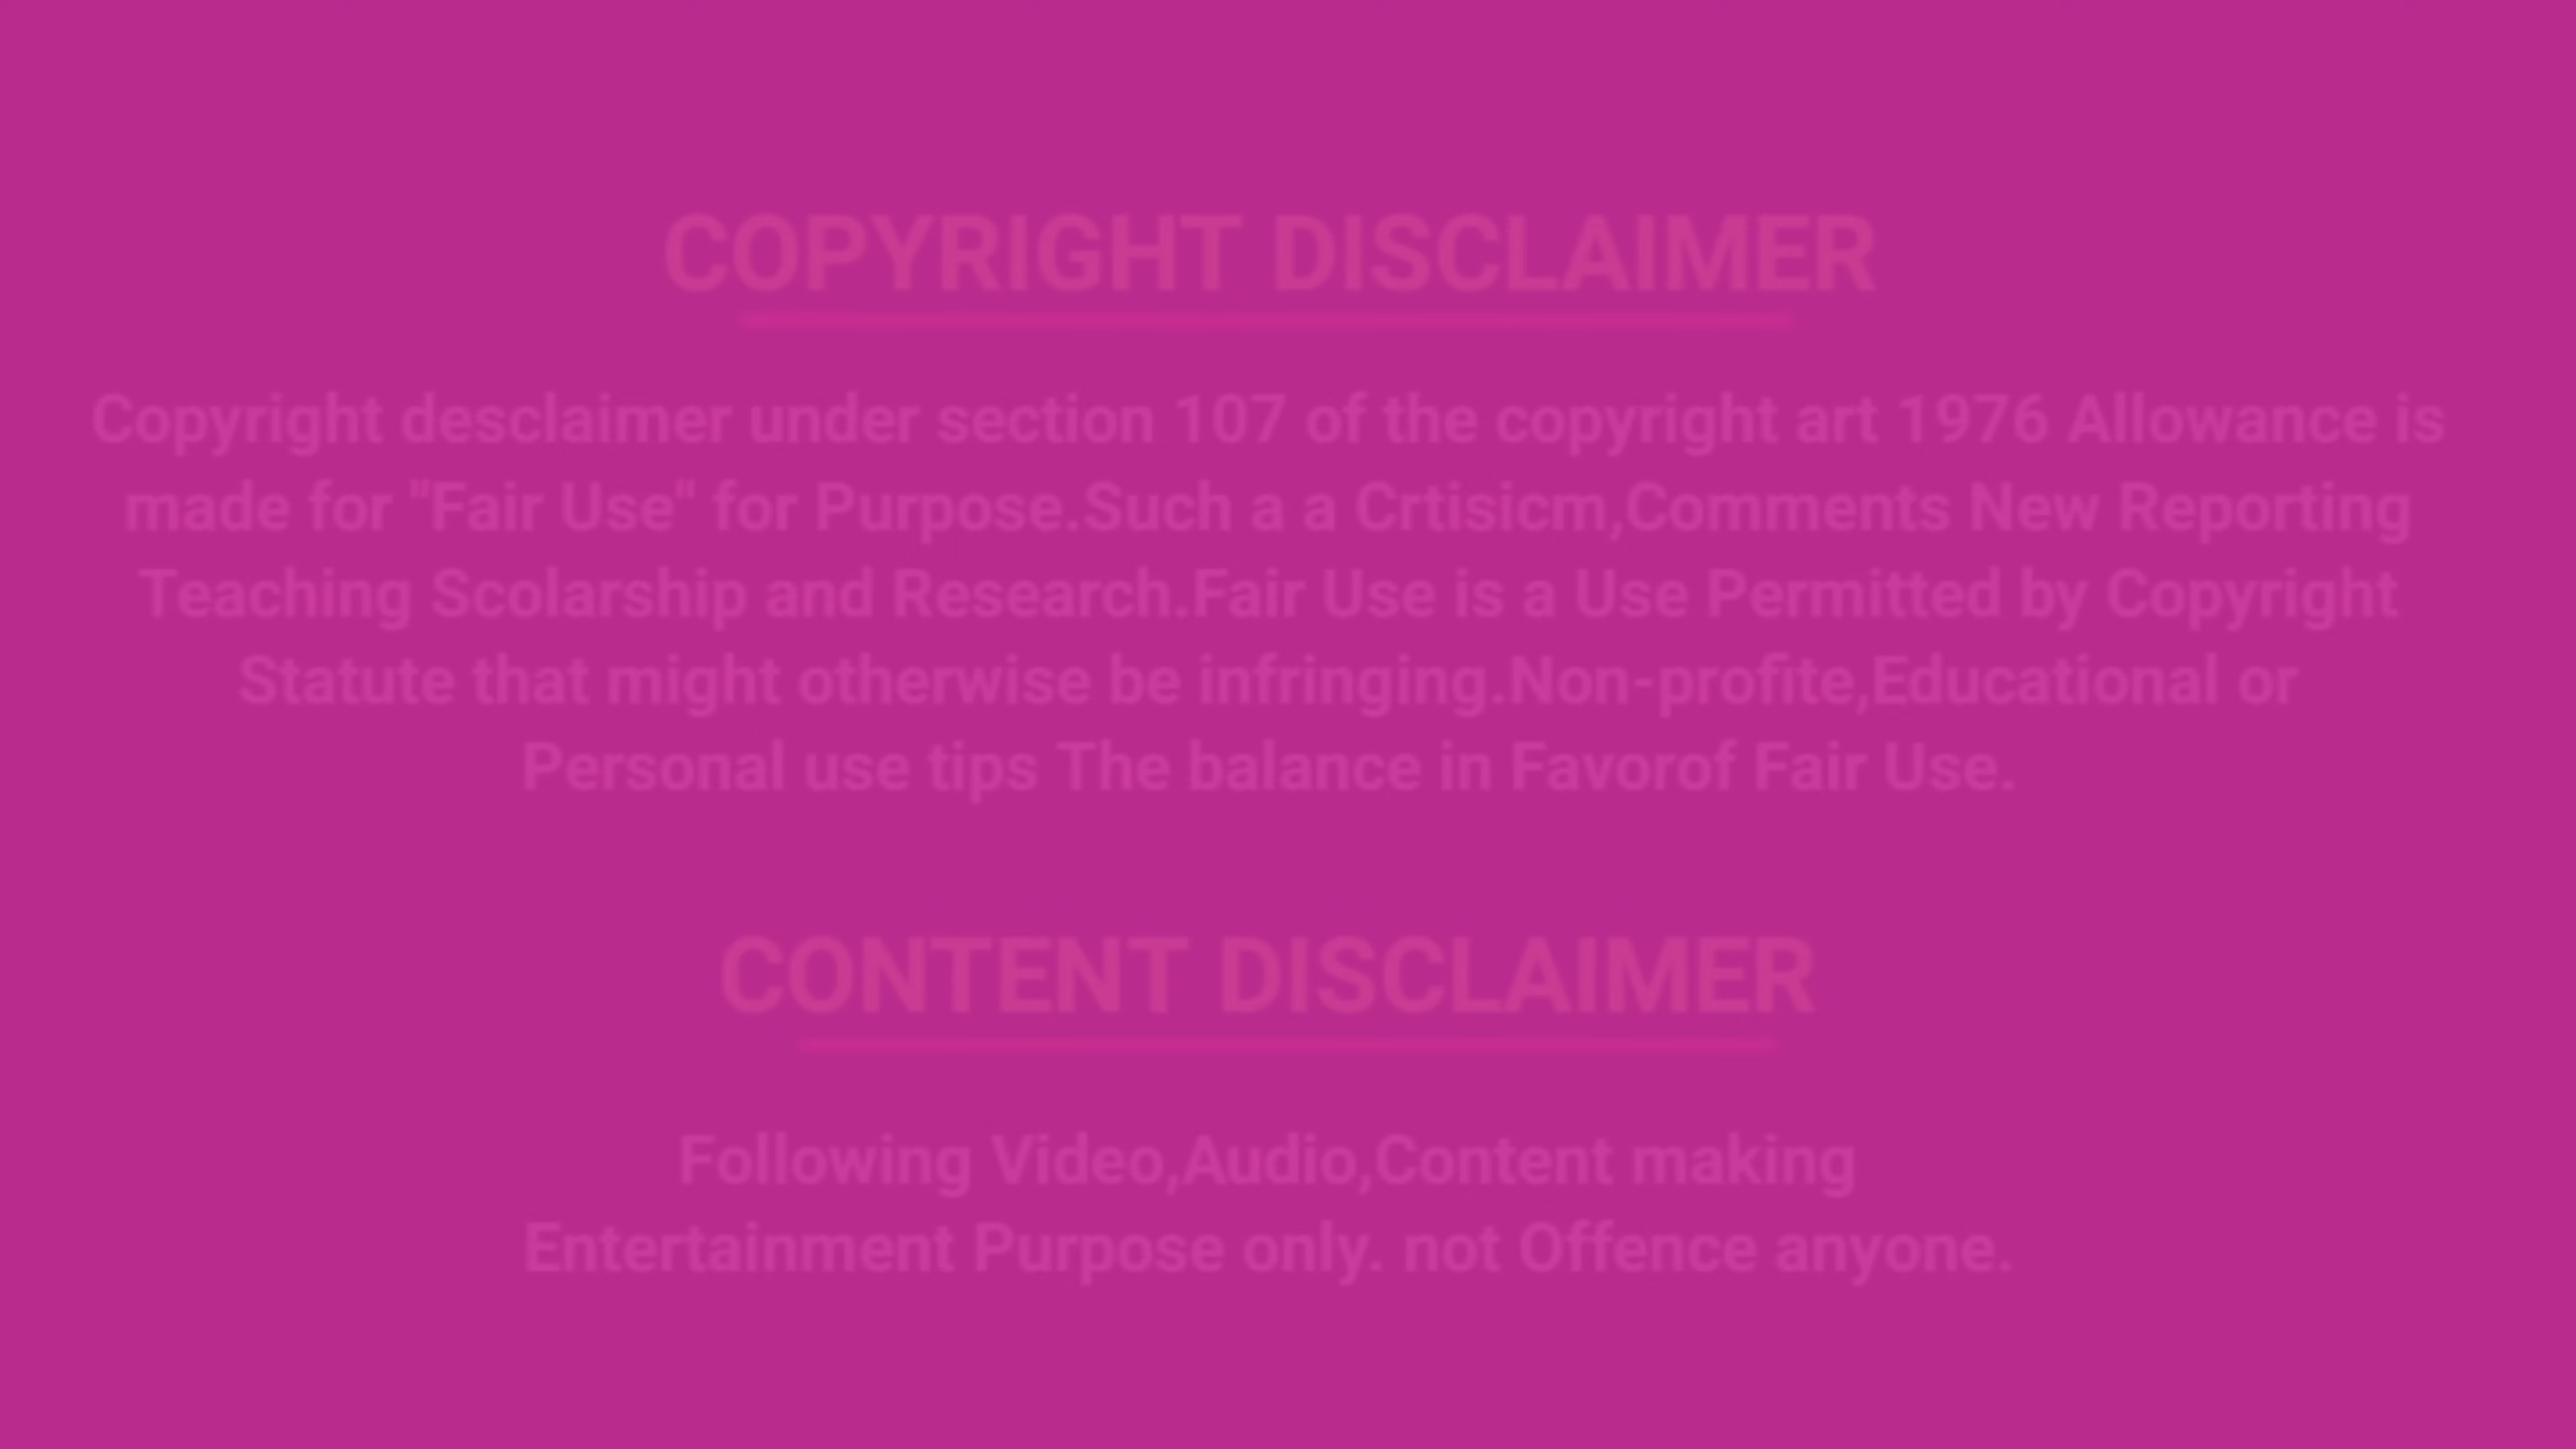 COPYRIGHT DISCLAIMER
Copyright desclaimer under section 107 of the copyright art 1976 Allowance is
made for "Fair Use" for Purpose.Such a a Crtisicm,Comments New Reporting
Teaching Scolarship and Research.Fair Use is a Use Permitted by Copyright
Statute that might otherwise be infringing.Non-profite,Educational or
Personal use tips The balance in Favorof Fair Use.
CONTENT DISCLAIMER
Following Video,Audio,Content making
Entertainment Purpose only. not Offence anyone.